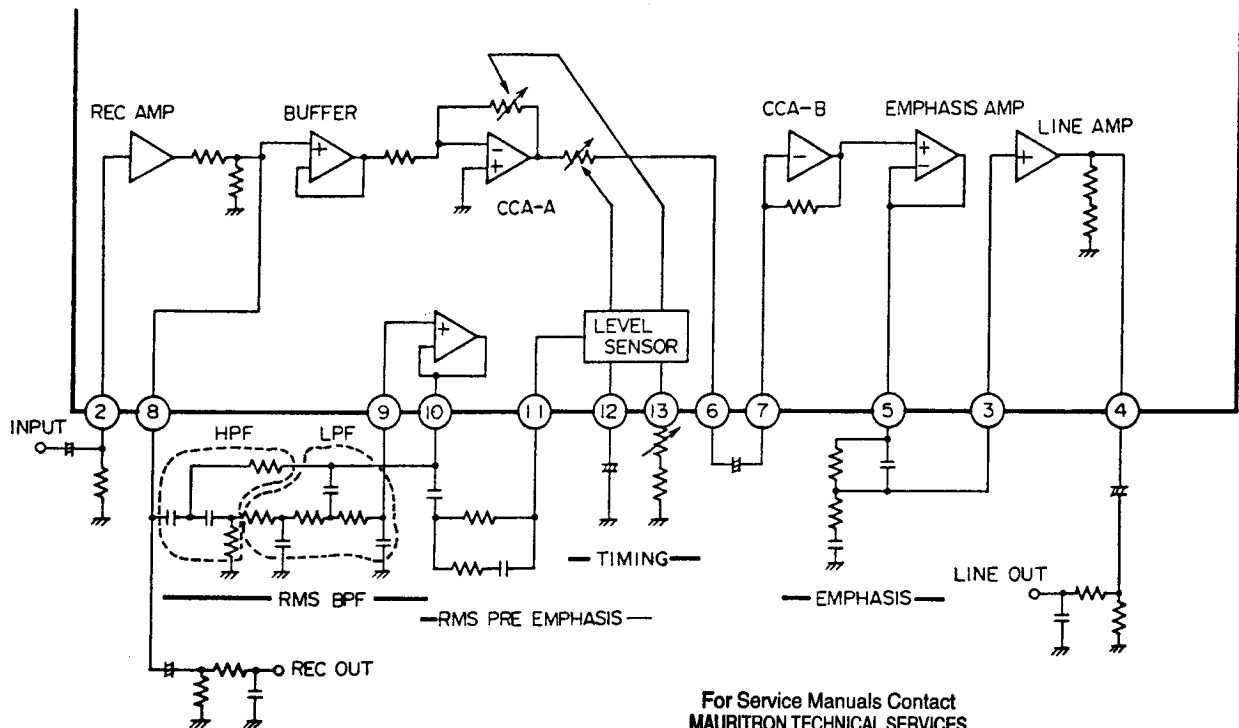 REC AMP
BUFFER
CCA-A
CCA-B
EMPHASIS AMP
LINE AMP
LEVEL
SENSOR
2
8
9
10
11
12
13
6
7
5
3
4
INPUT
HPF
LPF
TIMING
RMS BPF
RMS PRE EMPHASIS
EMPHASIS
LINE OUT
REC OUT
For Service Manuals Contact
MAURITRON TECHNICAL SERVICES